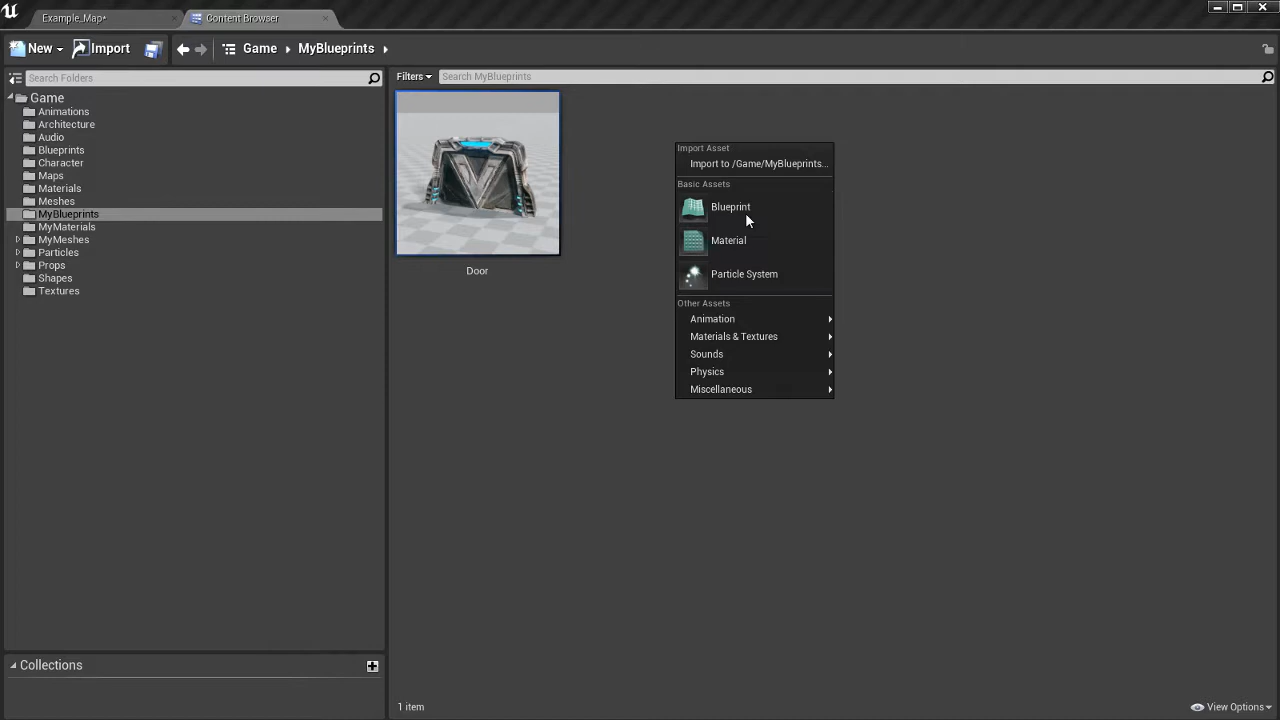 Example_Map*
Content Browser
New
Import
Game
MyBlueprints
Search Folders
Filters
Search MyBlueprints
Game
Animations
Architecture
Audio
Blueprints
Character
Maps
Materials
Meshes
MyBlueprints
MyMaterials
MyMeshes
Particles
Props
Shapes
Textures
Door
Import Asset
Import to /Game/MyBlueprints...
Basic Assets
Blueprint
Material
Particle System
Other Assets
Animation
Materials & Textures
Sounds
Physics
Miscellaneous
Collections
1 item
View Options